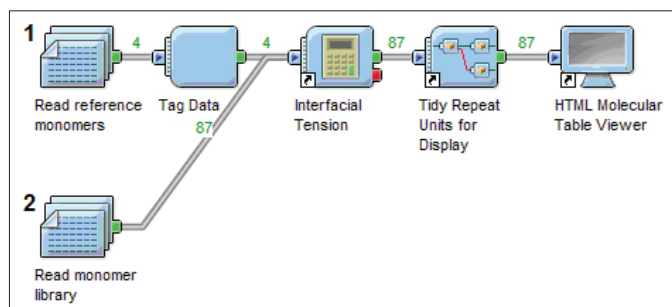 1
4
4
87
87
Read reference
monomers
Tag Data
Interfacial
Tension
Tidy Repeat
Units for
Display
HTML Molecular
Table Viewer
87
2
Read monomer
library